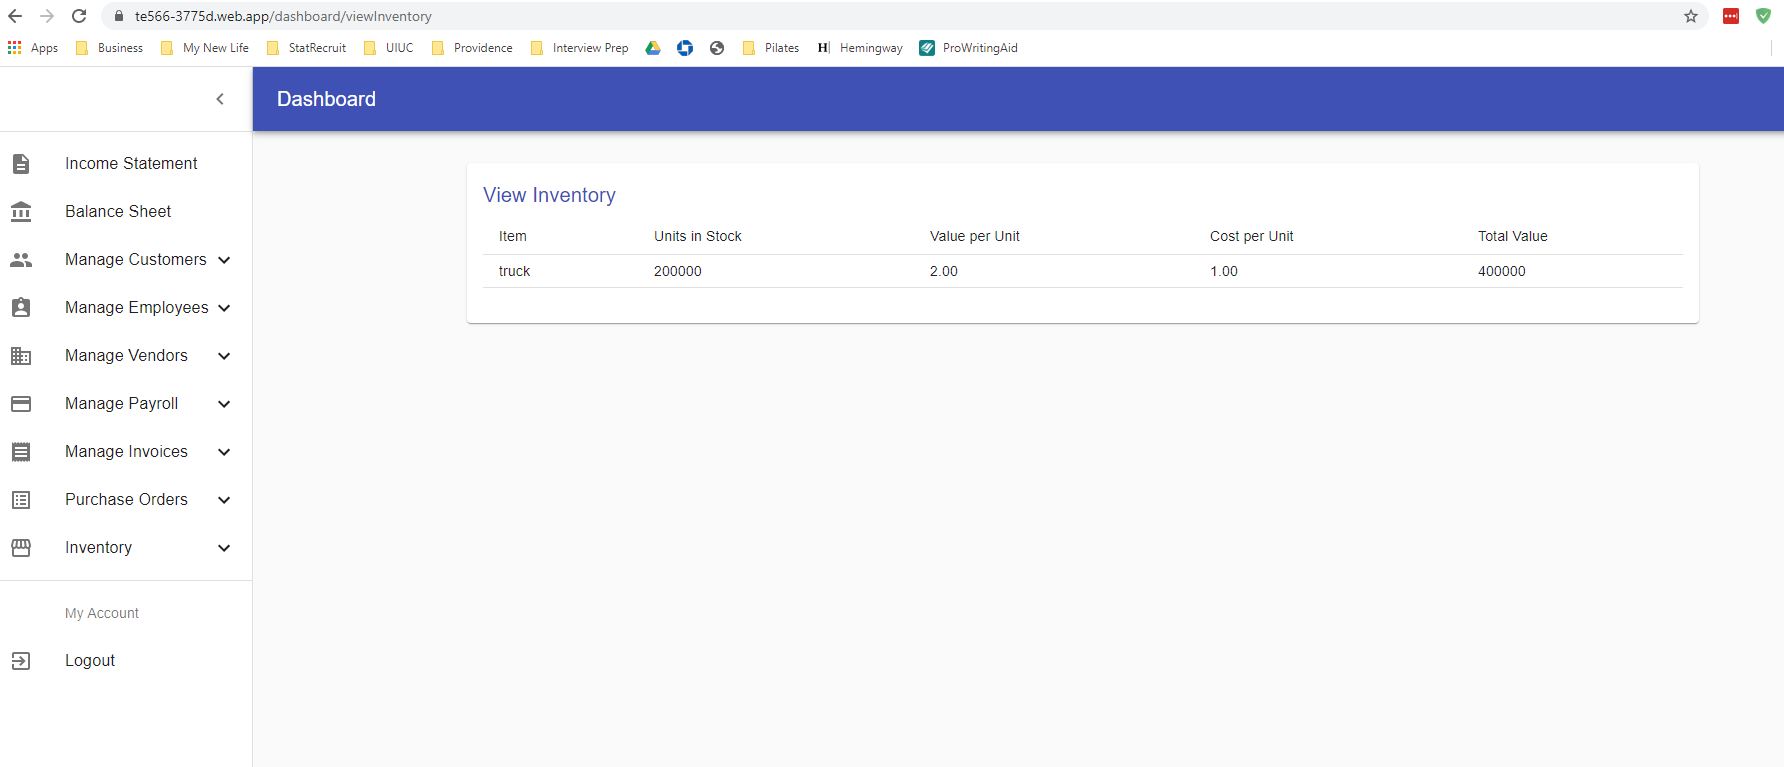 te566-3775d.web.app/dashboard/viewInventory
Apps Business My New Life StatRecruit UIUC Providence Interview Prep Pilates H Hemingway ProWritingAid
Dashboard
Income Statement
Balance Sheet
Manage Customers
Manage Employees
Manage Vendors
Manage Payroll
Manage Invoices
Purchase Orders
Inventory
My Account
Logout
View Inventory
Item Units in Stock Value per Unit Cost per Unit Total Value
truck 200000 2.00 1.00 400000